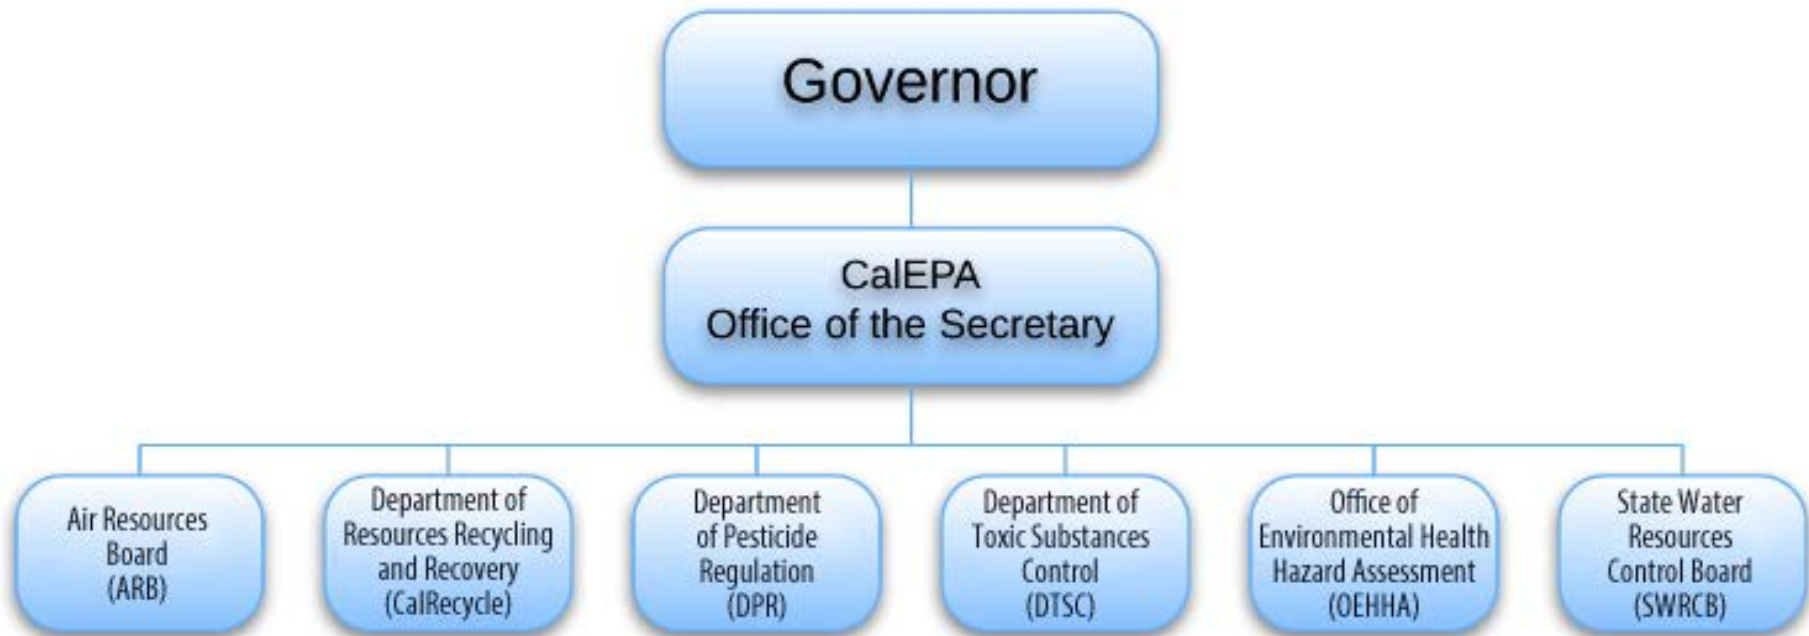 Governor
CalEPA
Office of the Secretary
Air Resources
Board
(ARB)
Department of
Resources Recycling
and Recovery
(CalRecycle)
Department
of Pesticide
Regulation
(DPR)
Department of
Toxic Substances
Control
(DTSC)
Office of
Environmental Health
Hazard Assessment
(OEHHA)
State Water
Resources
Control Board
(SWRCB)